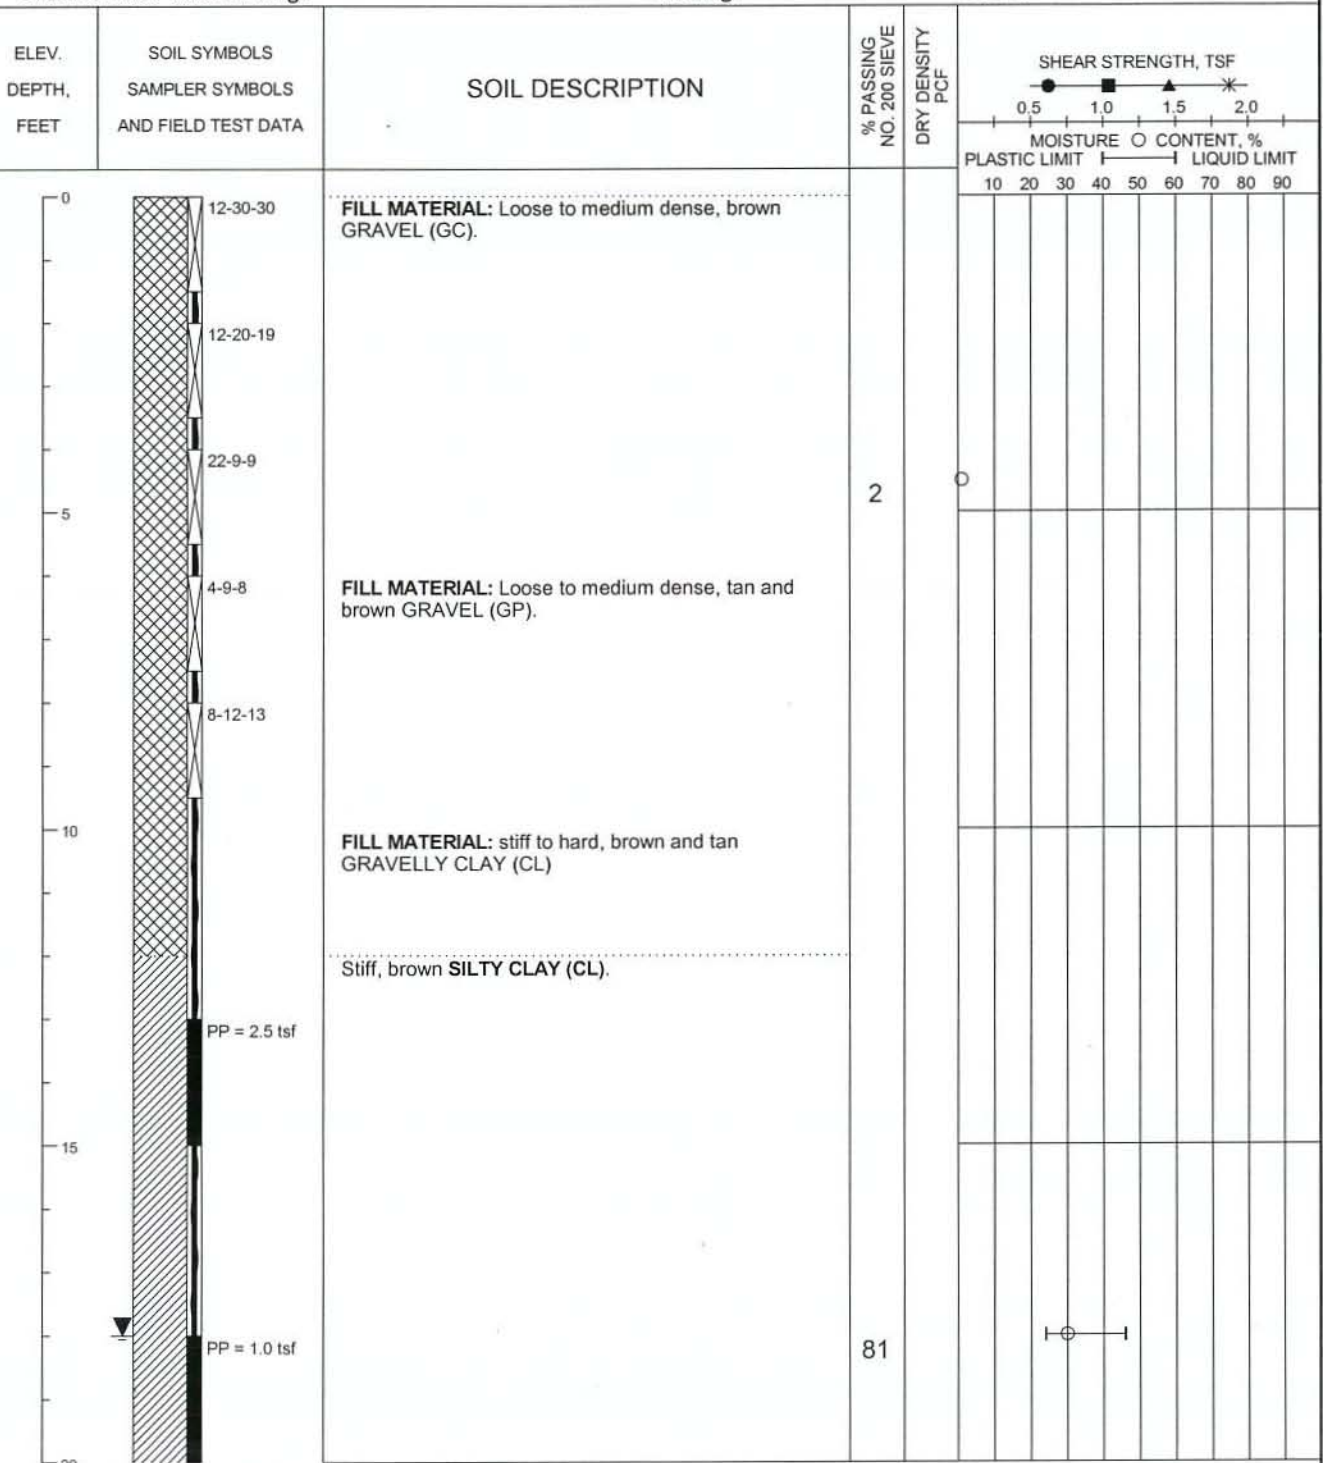 ELEV.
DEPTH,
FEET
SOIL SYMBOLS
SAMPLER SYMBOLS
AND FIELD TEST DATA
SOIL DESCRIPTION
% PASSING
NO. 200 SIEVE
DRY DENSITY
PCF
SHEAR STRENGTH, TSF
0.5 1.0 1.5 2.0
MOISTURE CONTENT, %
PLASTIC LIMIT LIQUID LIMIT
10 20 30 40 50 60 70 80 90
0
12-30-30
FILL MATERIAL: Loose to medium dense, brown
GRAVEL (GC).
12-20-19
22-9-9
2
5
4-9-8
FILL MATERIAL: Loose to medium dense, tan and
brown GRAVEL (GP).
8-12-13
10
FILL MATERIAL: stiff to hard, brown and tan
GRAVELLY CLAY (CL)
Stiff, brown SILTY CLAY (CL).
PP = 2.5 tsf
15
PP = 1.0 tsf
81